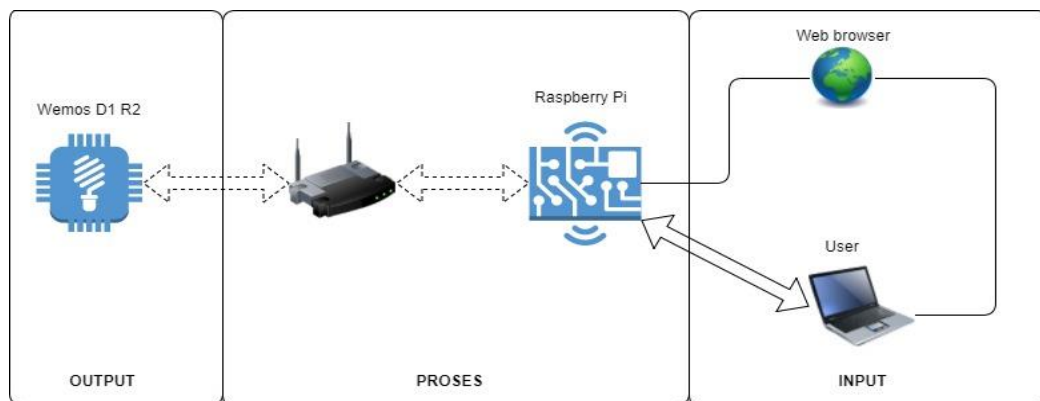 Web browser
Raspberry Pi
Wemos D1 R2
User
OUTPUT
PROSES
INPUT